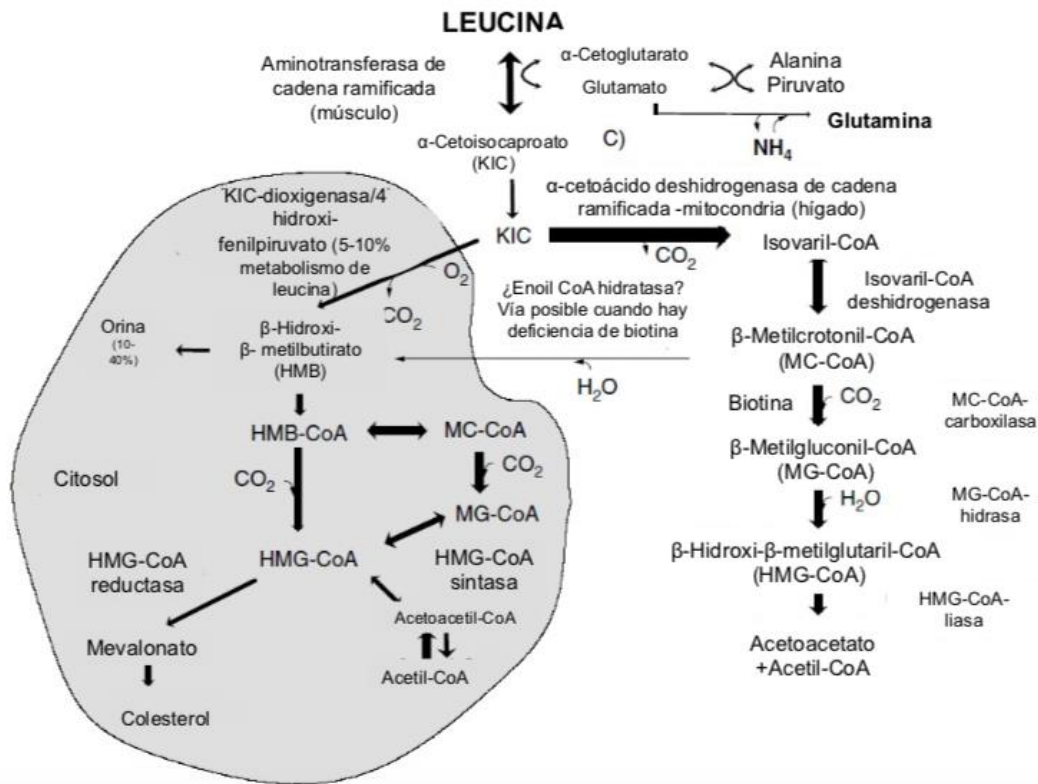 LEUCINA
Aminotransferasa de
cadena ramificada
(músculo)
α-Cetoglutarato
Glutamato
Alanina
Piruvato
Glutamina
NH4
α-Cetoisocaproato
(KIC)
C)
α-cetoácido deshidrogenasa de cadena
ramificada -mitocondria (hígado)
KIC
CO2
Isovaril-CoA
Isovaril-CoA
deshidrogenasa
KIC-dioxigenasa/4
hidroxi-
fenilpiruvato (5-10%
metabolismo de
leucina)
O2
CO2
¿Enoil CoA hidratasa?
Vía posible cuando hay
deficiencia de biotina
H2O
Orina
(10-
40%)
β-Hidroxi-
β- metilbutirato
(HMB)
β-Metilcrotonil-CoA
(MC-CoA)
Biotina
CO2
MC-CoA-
carboxilasa
HMB-CoA
MC-CoA
CO2
CO2
Citosol
MG-CoA
β-Metilgluconil-CoA
(MG-CoA)
H2O
MG-CoA-
hidrasa
HMG-CoA
reductasa
HMG-CoA
HMG-CoA
sintasa
β-Hidroxi-β-metilglutaril-CoA
(HMG-CoA)
HMG-CoA-
liasa
Acetoacetil-CoA
Acetil-CoA
Mevalonato
Colesterol
Acetoacetato
+Acetil-CoA